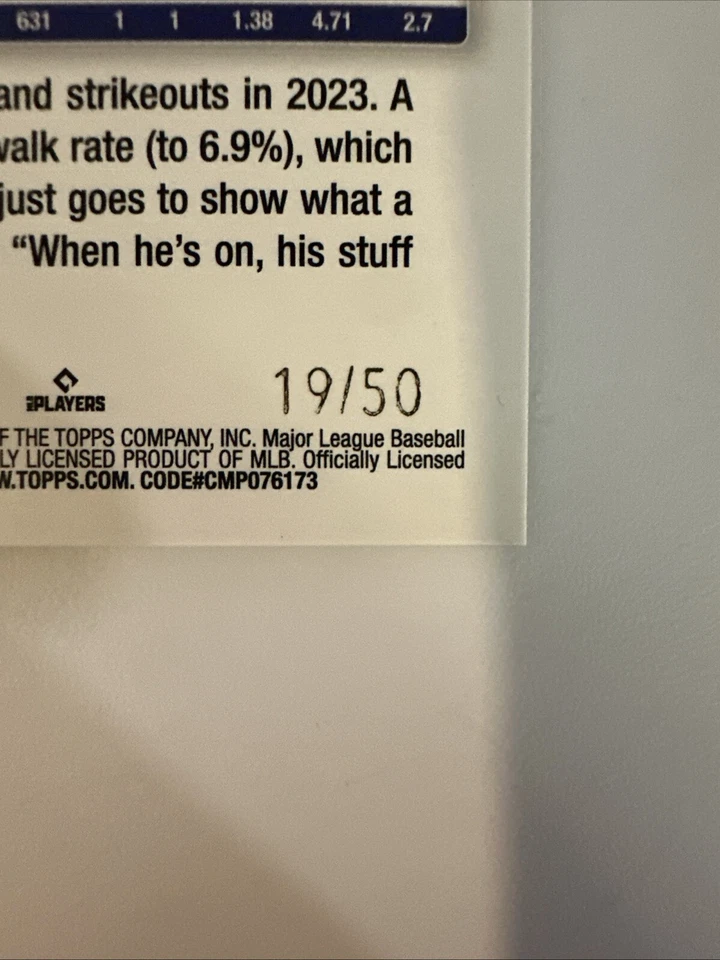 631 1 1 1.38 4.71 2.7
and strikeouts in 2023. A
walk rate (to 6.9%), which
just goes to show what a
“When he’s on, his stuff
PLAYERS
19/50
F THE TOPPS COMPANY, INC. Major League Baseball
LY LICENSED PRODUCT OF MLB. Officially Licensed
W.TOPPS.COM. CODE#CMP076173